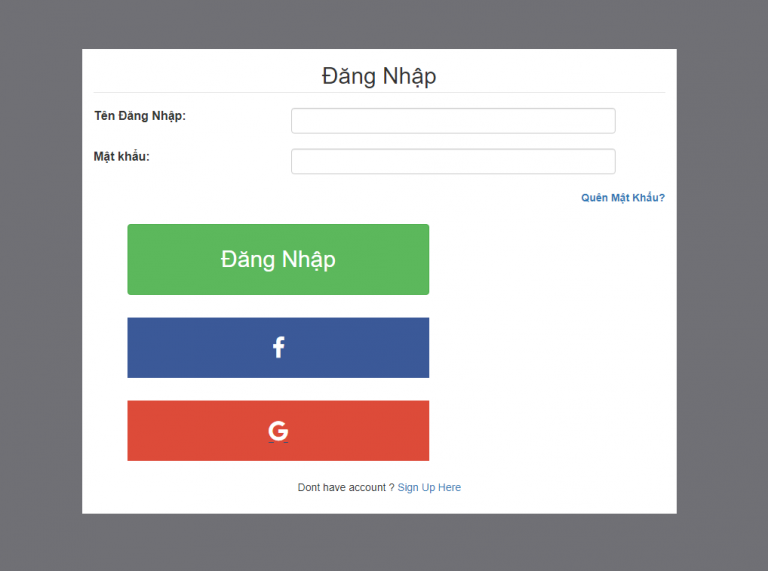 Đăng Nhập
Tên Đăng Nhập:
Mật khẩu:
Quên Mật Khẩu?
Đăng Nhập
f
G
Dont have account ? Sign Up Here